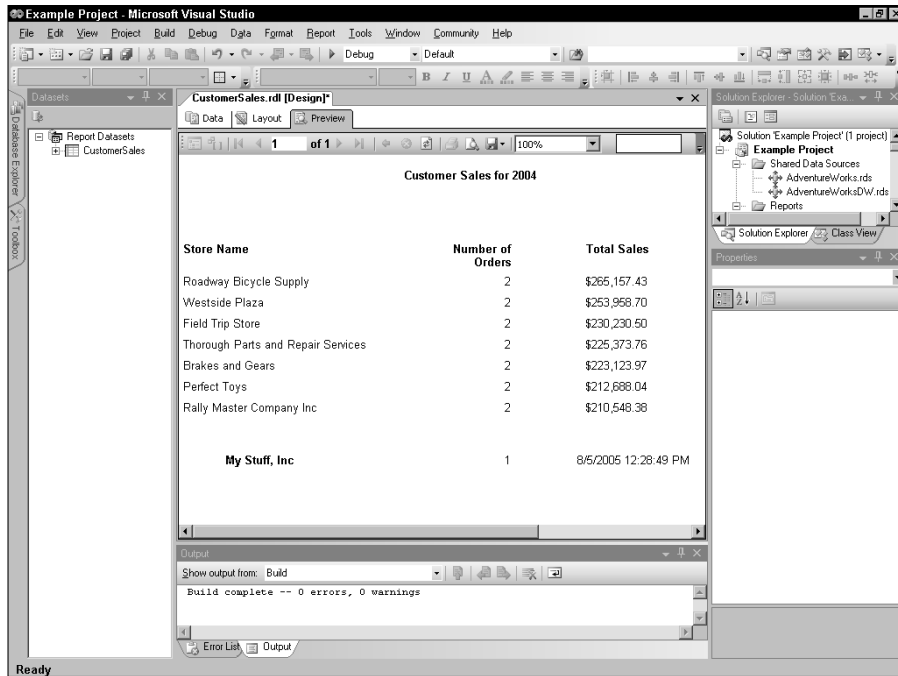 Example Project - Microsoft Visual Studio
File Edit View Project Build Debug Data Format Report Tools Window Community Help
Debug Default
B I U A
Datasets
CustomerSales.rdl [Design]*
Solution Explorer - Solution 'Exa...
Data Layout Preview
Database Explorer
Toolbox
Report Datasets
CustomerSales
1 of 1 100%
Solution 'Example Project' (1 project)
Example Project
Shared Data Sources
AdventureWorks.rds
AdventureWorksDW.rds
Reports
Solution Explorer Class View
Properties
Customer Sales for 2004
Store Name Number of Orders Total Sales
Roadway Bicycle Supply 2 $265,157.43
Westside Plaza 2 $253,958.70
Field Trip Store 2 $230,230.50
Thorough Parts and Repair Services 2 $225,373.76
Brakes and Gears 2 $223,123.97
Perfect Toys 2 $212,688.04
Rally Master Company Inc 2 $210,548.38
My Stuff, Inc 1 8/5/2005 12:28:49 PM
Output
Show output from: Build
Build complete -- 0 errors, 0 warnings
Error List Output
Ready